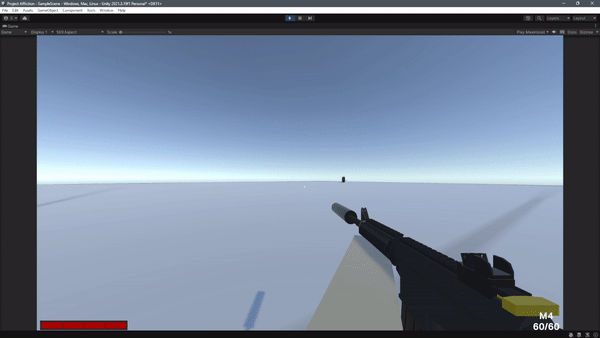 Project Affliction - SampleScene - Windows, Mac, Linux - Unity 2021.3.19f1 Personal* <DX11>
File Edit Assets GameObject Component Tools Window Help
Layers Layout
Game
Game Display 1 16:9 Aspect Scale 1x Play Maximized Stats Gizmos
M4
60/60